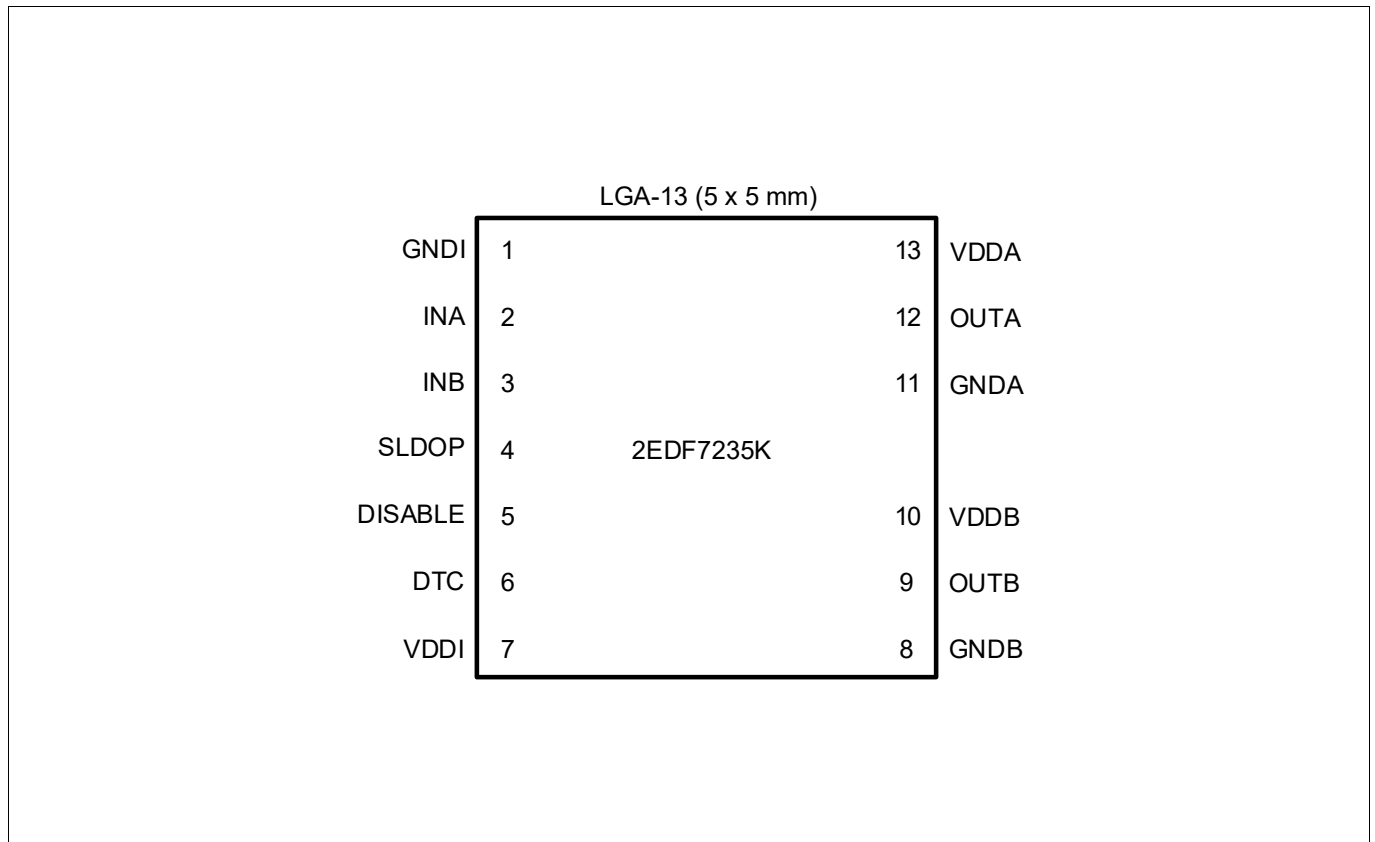 LGA-13 (5 x 5 mm)
GNDI 1 13 VDDA
INA 2 12 OUTA
INB 3 11 GNDA
SLDOP 4 2EDF7235K
DISABLE 5 10 VDDB
DTC 6 9 OUTB
VDDI 7 8 GNDB